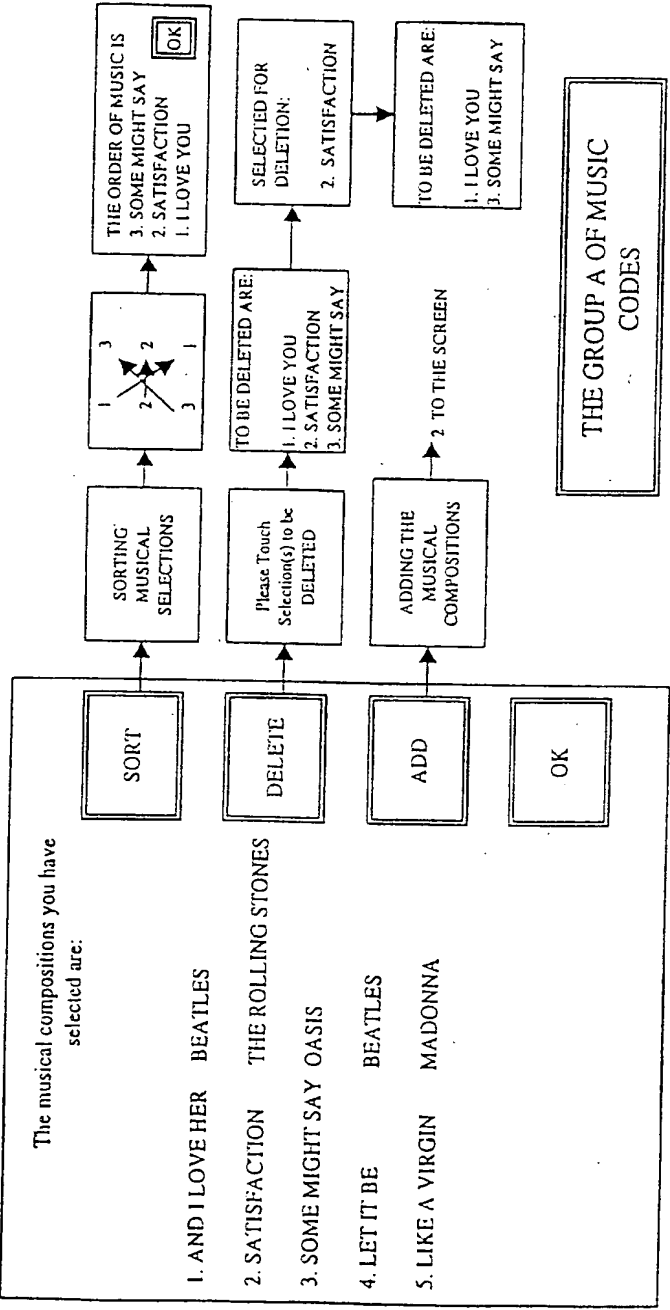 The musical compositions you have
selected are:
1. AND I LOVE HER BEATLES
2. SATISFACTION THE ROLLING STONES
3. SOME MIGHT SAY OASIS
4. LET IT BE BEATLES
5. LIKE A VIRGIN MADONNA
SORT
DELETE
ADD
OK
SORTING
MUSICAL
SELECTIONS
1 3
2 2
3 1
THE ORDER OF MUSIC IS
3. SOME MIGHT SAY
2. SATISFACTION
1. I LOVE YOU
OK
Please Touch
Selection(s) to be
DELETED
TO BE DELETED ARE:
1. I LOVE YOU
2. SATISFACTION
3. SOME MIGHT SAY
SELECTED FOR
DELETION:
2. SATISFACTION
TO BE DELETED ARE:
1. I LOVE YOU
3. SOME MIGHT SAY
ADDING THE
MUSICAL
COMPOSITIONS
2 TO THE SCREEN
THE GROUP A OF MUSIC
CODES